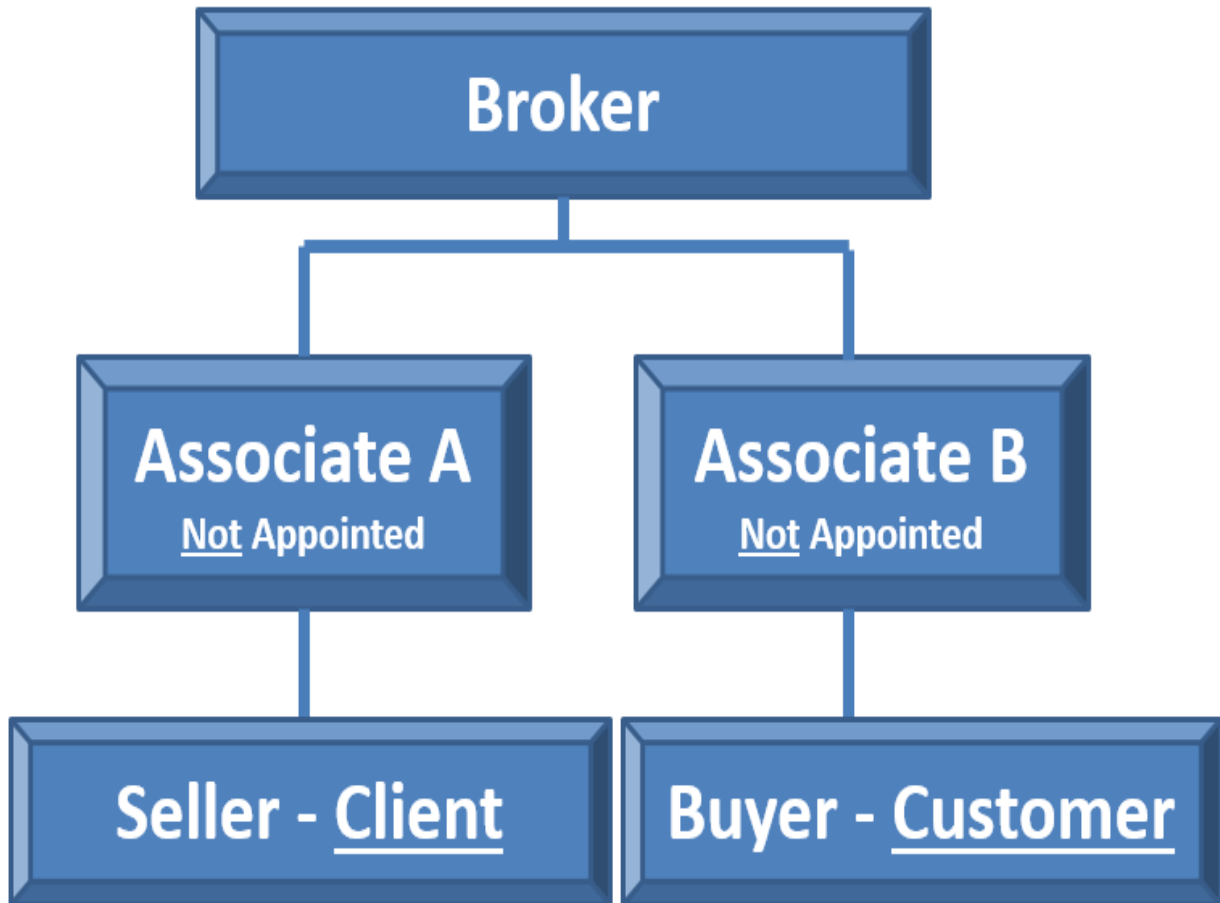 Broker
Associate A
Not Appointed
Associate B
Not Appointed
Seller - Client
Buyer - Customer